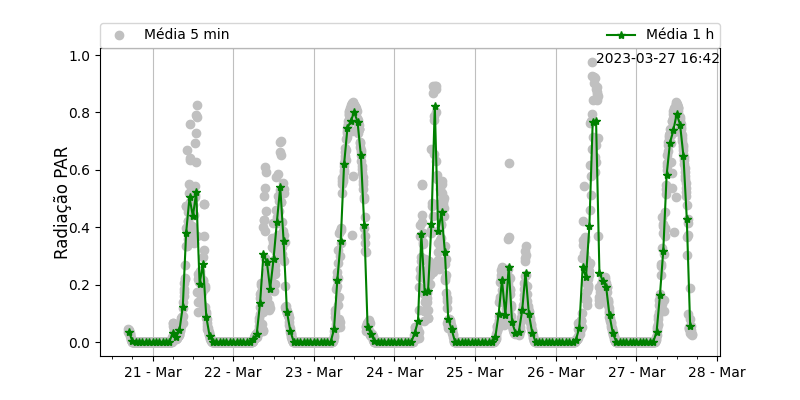 Média 5 min
Média 1 h
2023-03-27 16:42
Radiação PAR
1.0
0.8
0.6
0.4
0.2
0.0
21 - Mar
22 - Mar
23 - Mar
24 - Mar
25 - Mar
26 - Mar
27 - Mar
28 - Mar